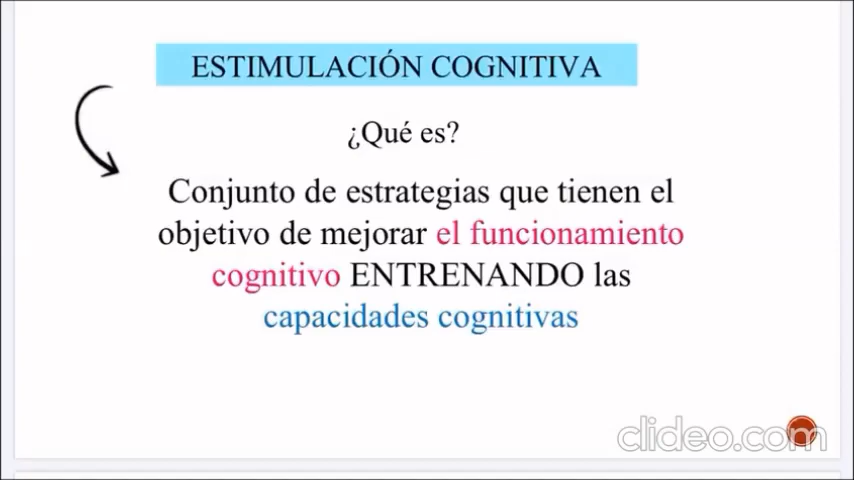 ESTIMULACIÓN COGNITIVA
¿Qué es?
Conjunto de estrategias que tienen el
objetivo de mejorar el funcionamiento
cognitivo ENTRENANDO las
capacidades cognitivas
clideo.com